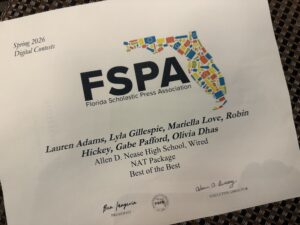 Spring 2026
Digital Contests
FSPA
Florida Scholastic Press Association
Lauren Adams, Lyla Gillespie, Mariella Love, Robin
Hickey, Gabe Pafford, Olivia Dhas
Allen D. Nease High School, Wired
NAT Package
Best of the Best
PRESIDENT
EXECUTIVE DIRECTOR